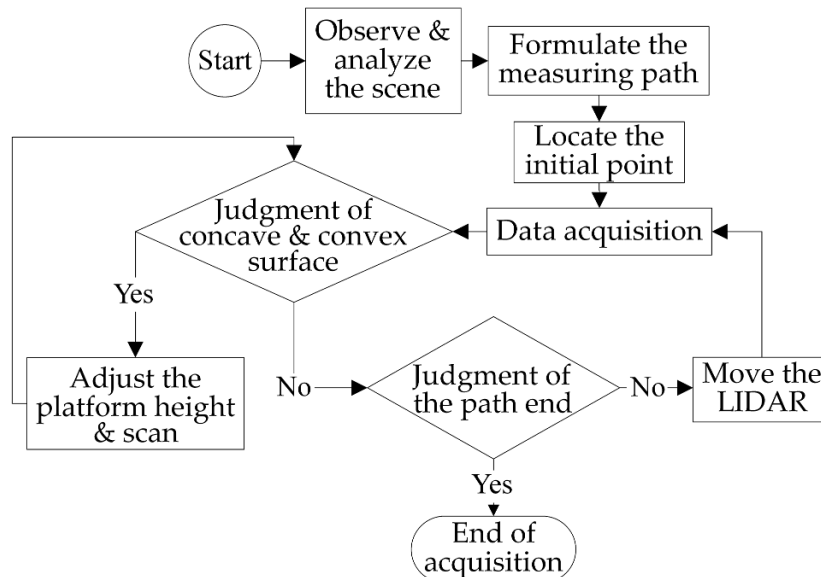 Start
Observe &
analyze
the scene
Formulate the
measuring path
Locate the
initial point
Data acquisition
Judgment of
concave & convex
surface
Yes
Adjust the
platform height
& scan
No
Judgment of
the path end
No
Move the
LIDAR
Yes
End of
acquisition